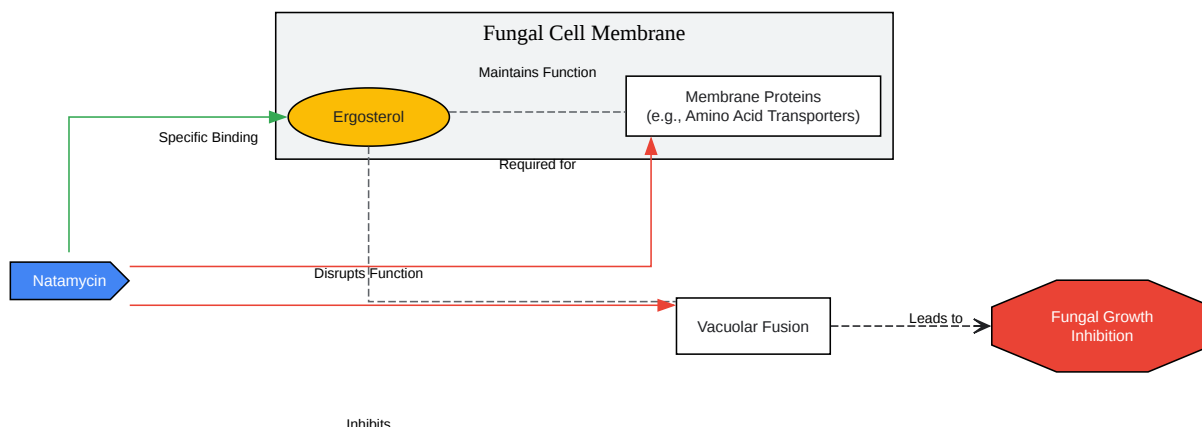 Fungal Cell Membrane
Maintains Function
Membrane Proteins
(e.g., Amino Acid Transporters)
Ergosterol
Specific Binding
Required for
Natamycin
Disrupts Function
Vacuolar Fusion
Leads to
Fungal Growth
Inhibition
Inhibits